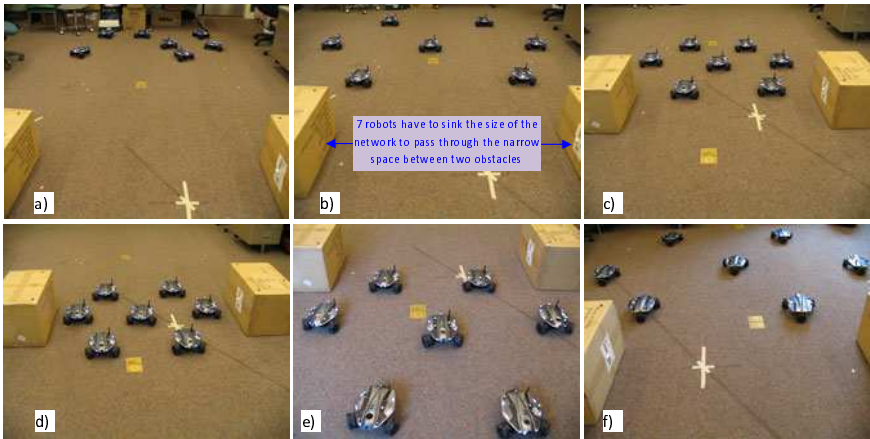 a)
7 robots have to sink the size of the
network to pass through the narrow
space between two obstacles
b)
c)
d)
e)
f)